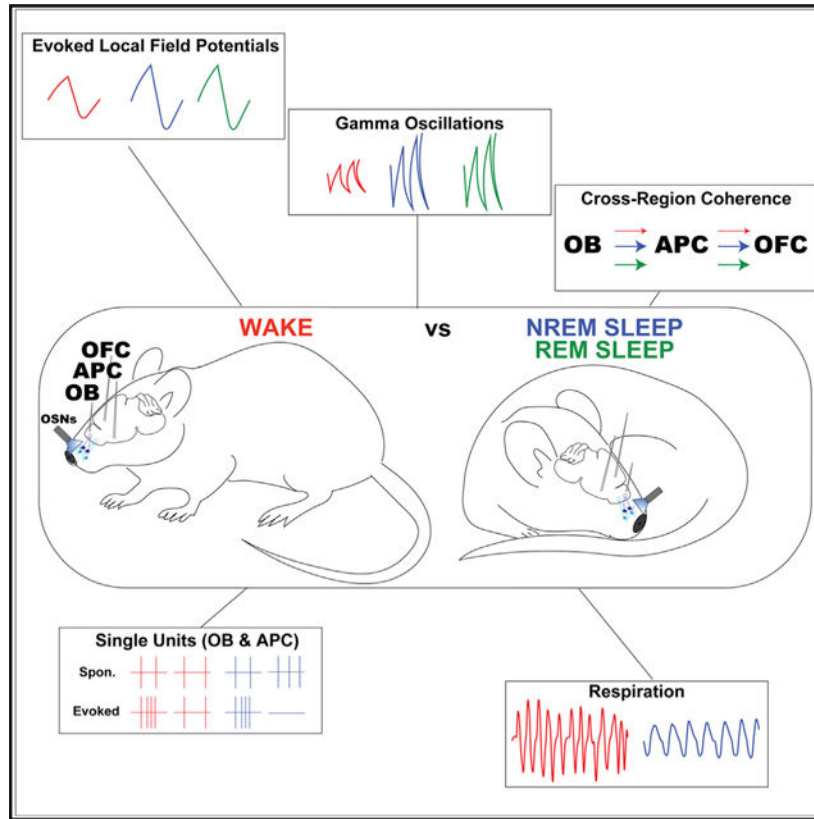 Evoked Local Field Potentials
Gamma Oscillations
Cross-Region Coherence
OB APC OFC
WAKE vs NREM SLEEP
REM SLEEP
OFC
APC
OB
OSNs
Single Units (OB & APC)
Spon.
Evoked
Respiration